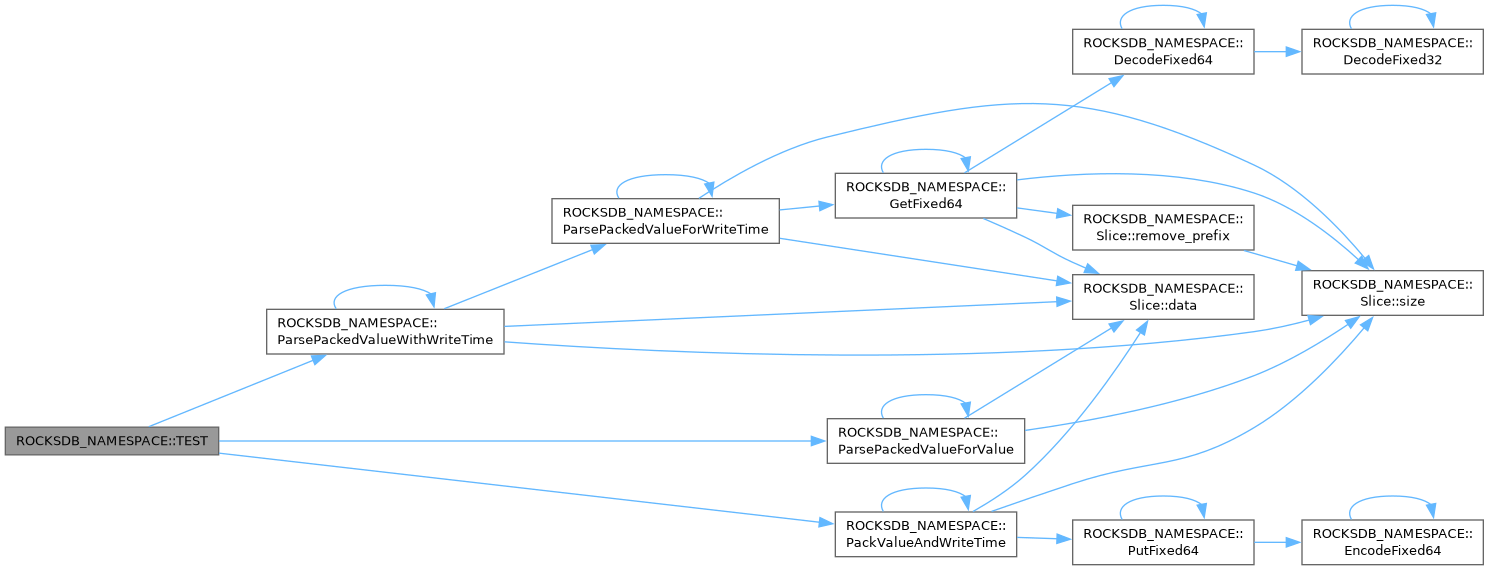 ROCKSDB_NAMESPACE::
DecodeFixed64
ROCKSDB_NAMESPACE::
DecodeFixed32
ROCKSDB_NAMESPACE::
GetFixed64
ROCKSDB_NAMESPACE::
ParsePackedValueForWriteTime
ROCKSDB_NAMESPACE::
Slice::remove_prefix
ROCKSDB_NAMESPACE::
Slice::data
ROCKSDB_NAMESPACE::
Slice::size
ROCKSDB_NAMESPACE::
ParsePackedValueWithWriteTime
ROCKSDB_NAMESPACE::TEST
ROCKSDB_NAMESPACE::
ParsePackedValueForValue
ROCKSDB_NAMESPACE::
PackValueAndWriteTime
ROCKSDB_NAMESPACE::
PutFixed64
ROCKSDB_NAMESPACE::
EncodeFixed64